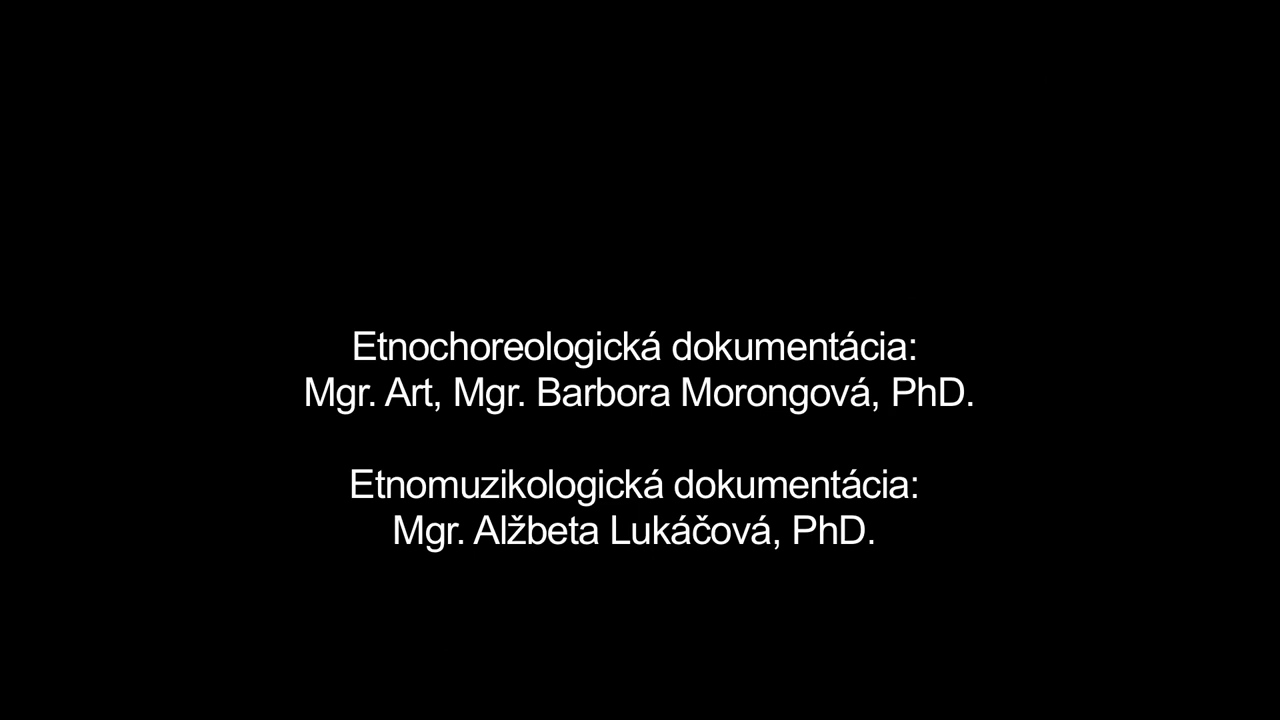 Etnochoreologická dokumentácia:
Mgr. Art, Mgr. Barbora Morongová, PhD.
Etnomuzikologická dokumentácia:
Mgr. Alžbeta Lukáčová, PhD.